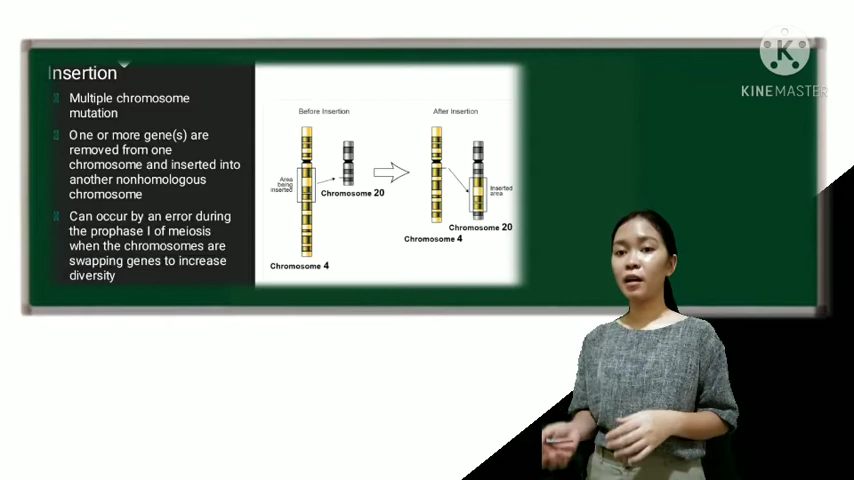 Insertion
Multiple chromosome
mutation
One or more gene(s) are
removed from one
chromosome and inserted into
another nonhomologous
chromosome
Can occur by an error during
the prophase I of meiosis
when the chromosomes are
swapping genes to increase
diversity
Before Insertion
After Insertion
Area
being
inserted
Chromosome 20
Chromosome 4
Inserted
area
Chromosome 20
Chromosome 4
K
KINEMASTER